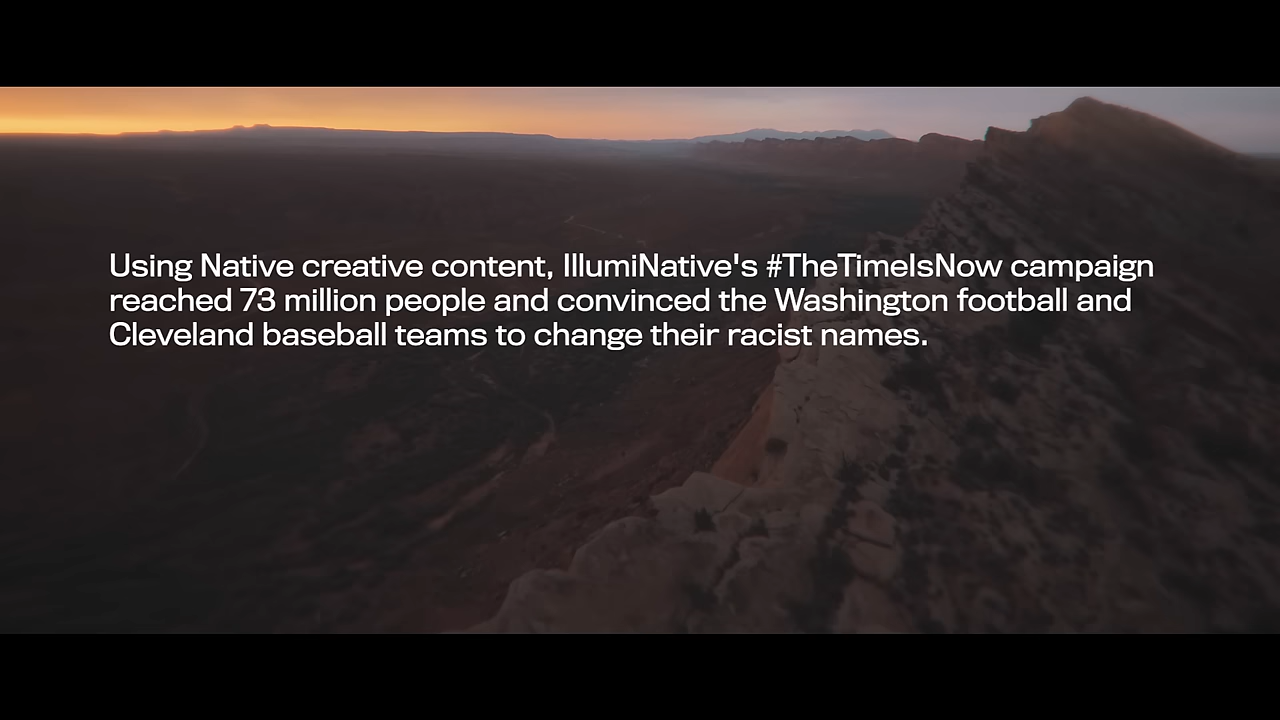 Using Native creative content, IllumiNative's #TheTimeIsNow campaign
reached 73 million people and convinced the Washington football and
Cleveland baseball teams to change their racist names.